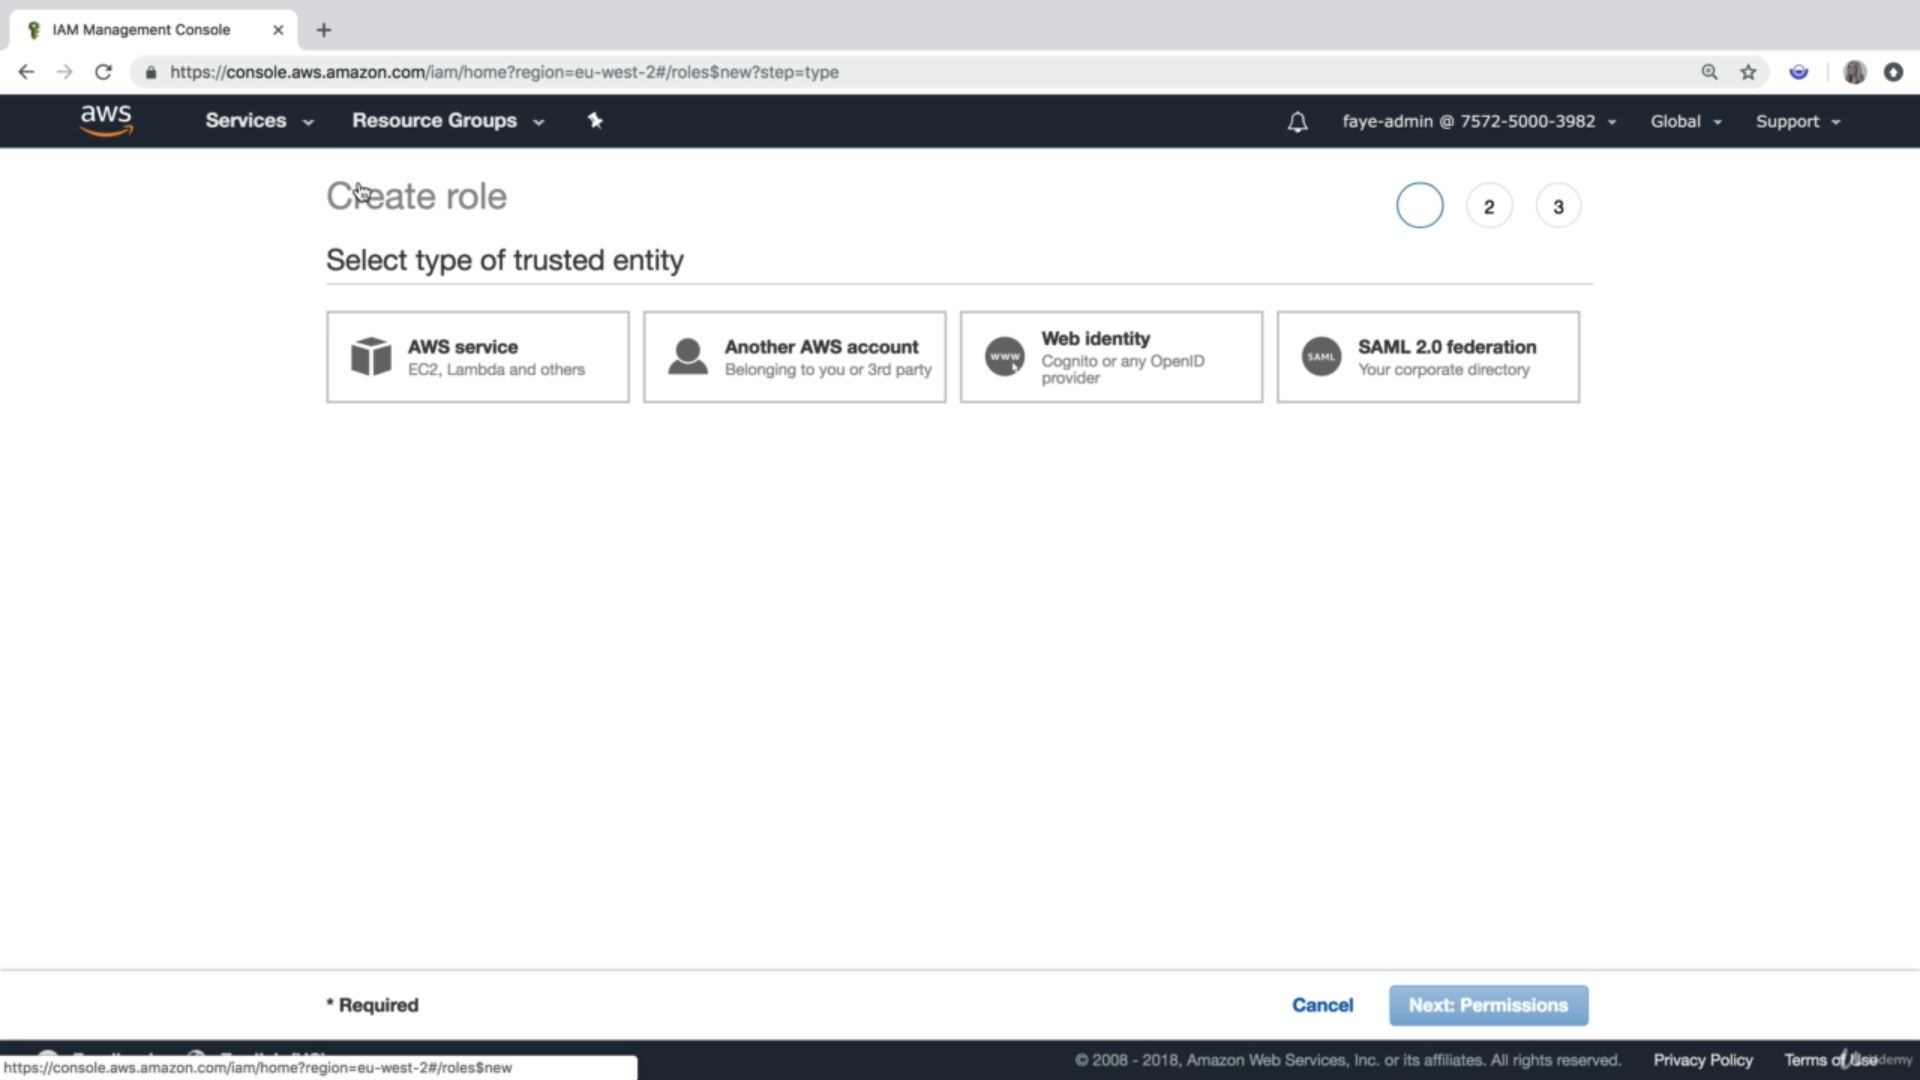 IAM Management Console
https://console.aws.amazon.com/iam/home?region=eu-west-2#/roles$new?step=type
aws
Services
Resource Groups
faye-admin @ 7572-5000-3982
Global
Support
Create role
2
3
Select type of trusted entity
AWS service
EC2, Lambda and others
Another AWS account
Belonging to you or 3rd party
www
Web identity
Cognito or any OpenID
provider
SAML
SAML 2.0 federation
Your corporate directory
* Required
Cancel
Next: Permissions
https://console.aws.amazon.com/iam/home?region=eu-west-2#/roles$new
© 2008 - 2018, Amazon Web Services, Inc. or its affiliates. All rights reserved.
Privacy Policy
Terms of Use